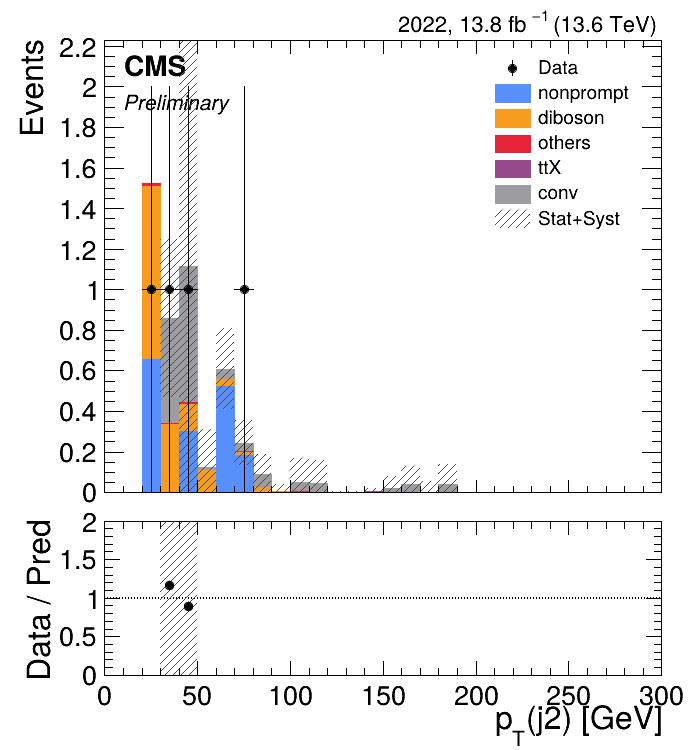 2022, 13.8 fb⁻¹ (13.6 TeV)
CMS
Preliminary
Events
2.2
2
1.8
1.6
1.4
1.2
1
0.8
0.6
0.4
0.2
0
Data
nonprompt
diboson
others
ttX
conv
Stat+Syst
Data / Pred
2
1.5
1
0.5
0
0 50 100 150 200 250 300
p_T(j2) [GeV]